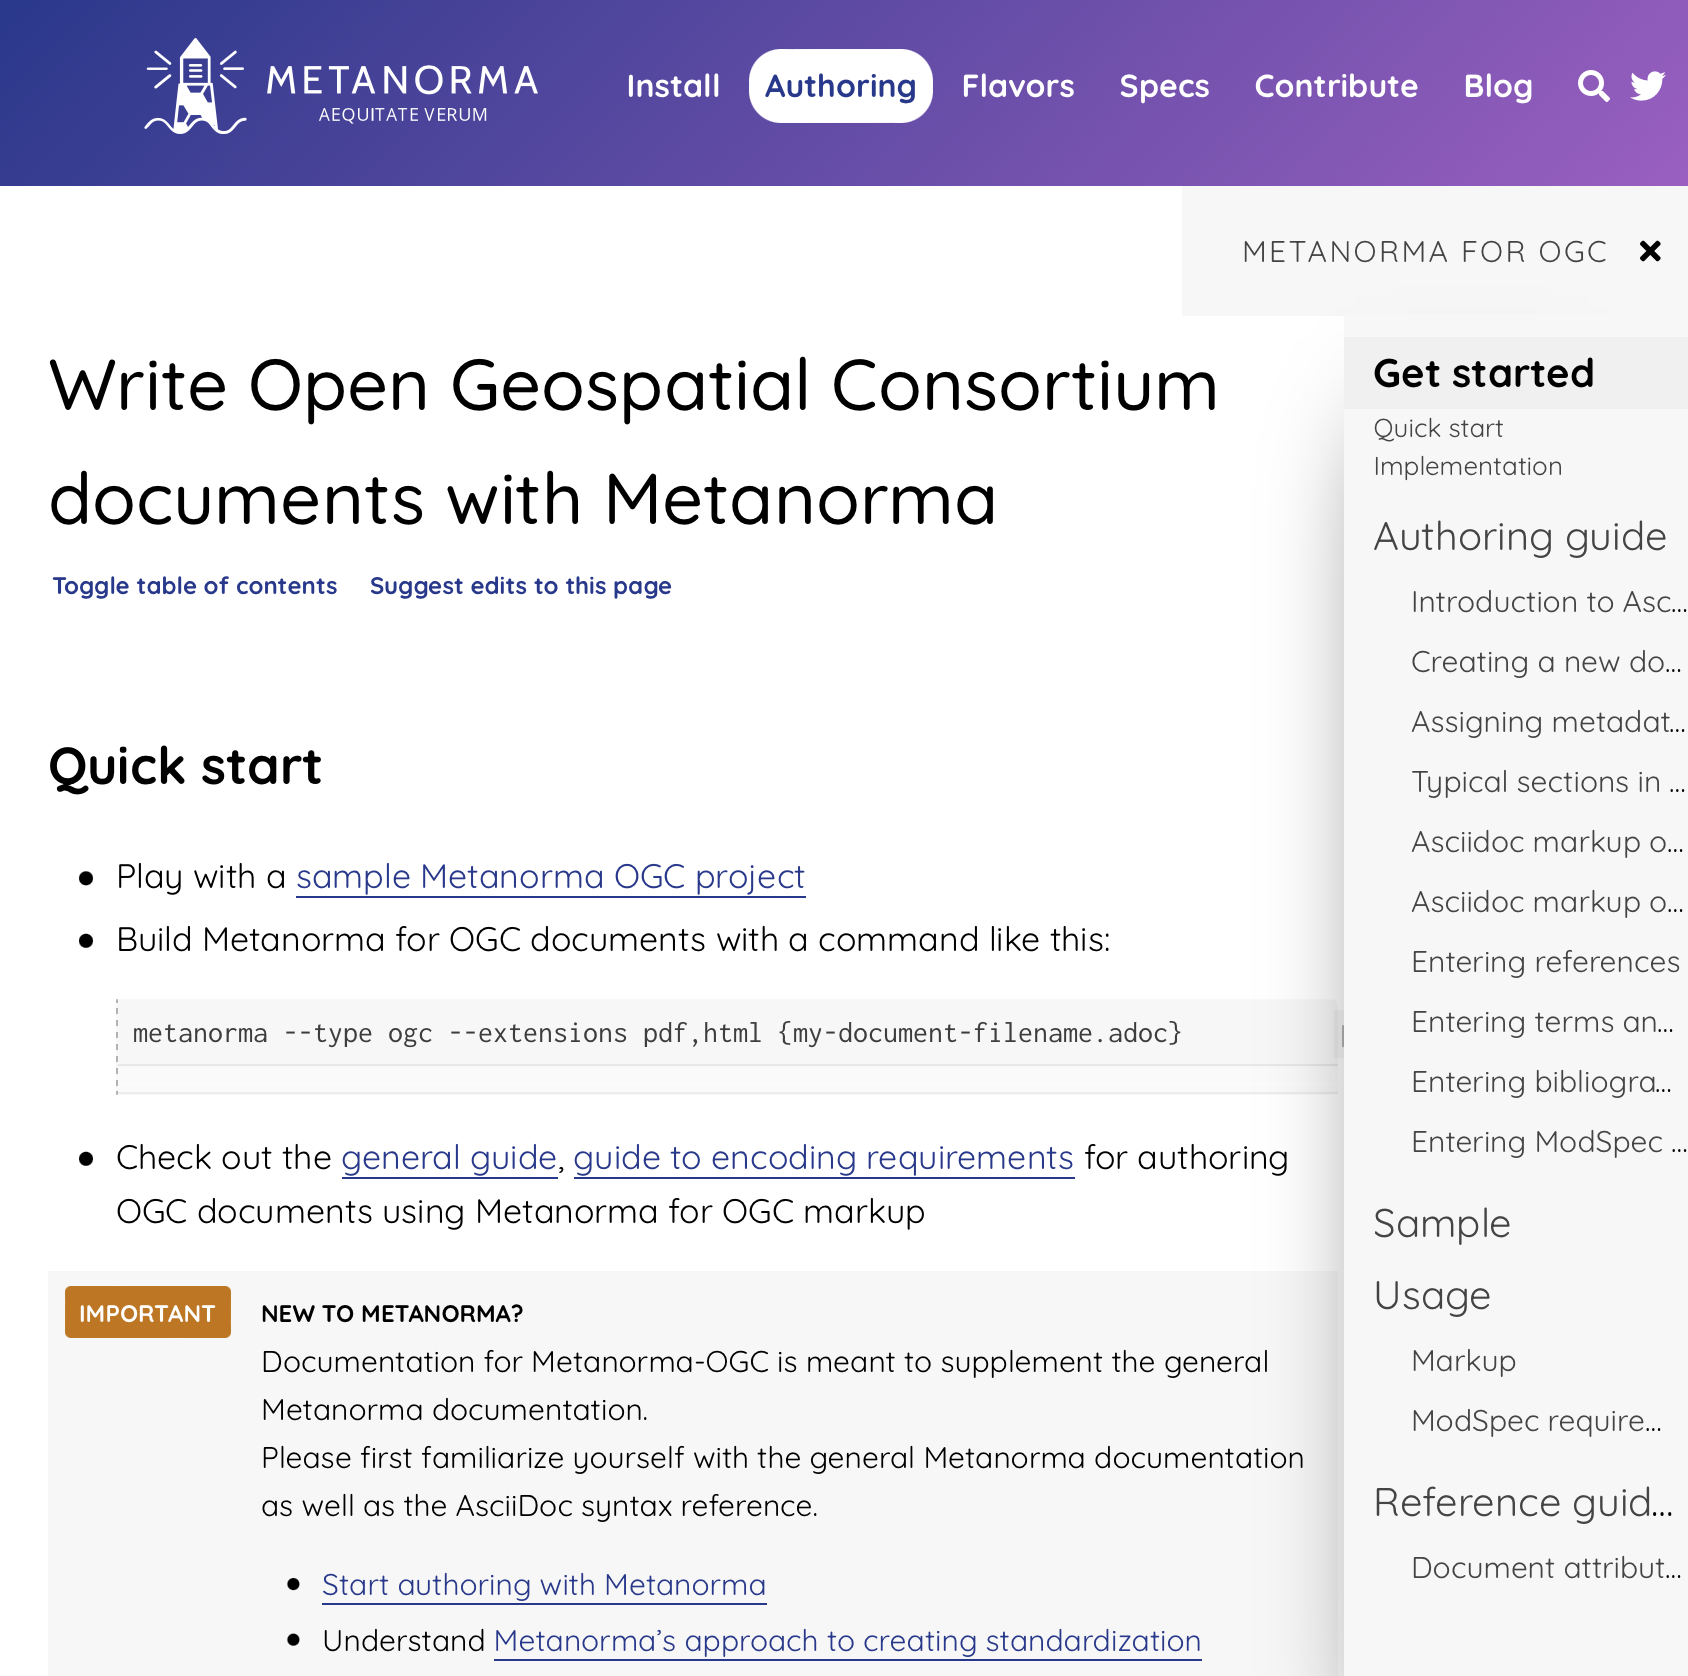 METANORMA
AEQUITATE VERUM
Install Authoring Flavors Specs Contribute Blog
METANORMA FOR OGC
Write Open Geospatial Consortium
documents with Metanorma
Toggle table of contents Suggest edits to this page
Quick start
Play with a sample Metanorma OGC project
Build Metanorma for OGC documents with a command like this:
metanorma --type ogc --extensions pdf,html {my-document-filename.adoc}
Check out the general guide, guide to encoding requirements for authoring
OGC documents using Metanorma for OGC markup
IMPORTANT
NEW TO METANORMA?
Documentation for Metanorma-OGC is meant to supplement the general
Metanorma documentation.
Please first familiarize yourself with the general Metanorma documentation
as well as the AsciiDoc syntax reference.
Start authoring with Metanorma
Understand Metanorma’s approach to creating standardization
Get started
Quick start
Implementation
Authoring guide
Introduction to Asc...
Creating a new do...
Assigning metadat...
Typical sections in ...
Asciidoc markup o...
Asciidoc markup o...
Entering references
Entering terms an...
Entering bibliogra...
Entering ModSpec ...
Sample
Usage
Markup
ModSpec require...
Reference guid...
Document attribut...